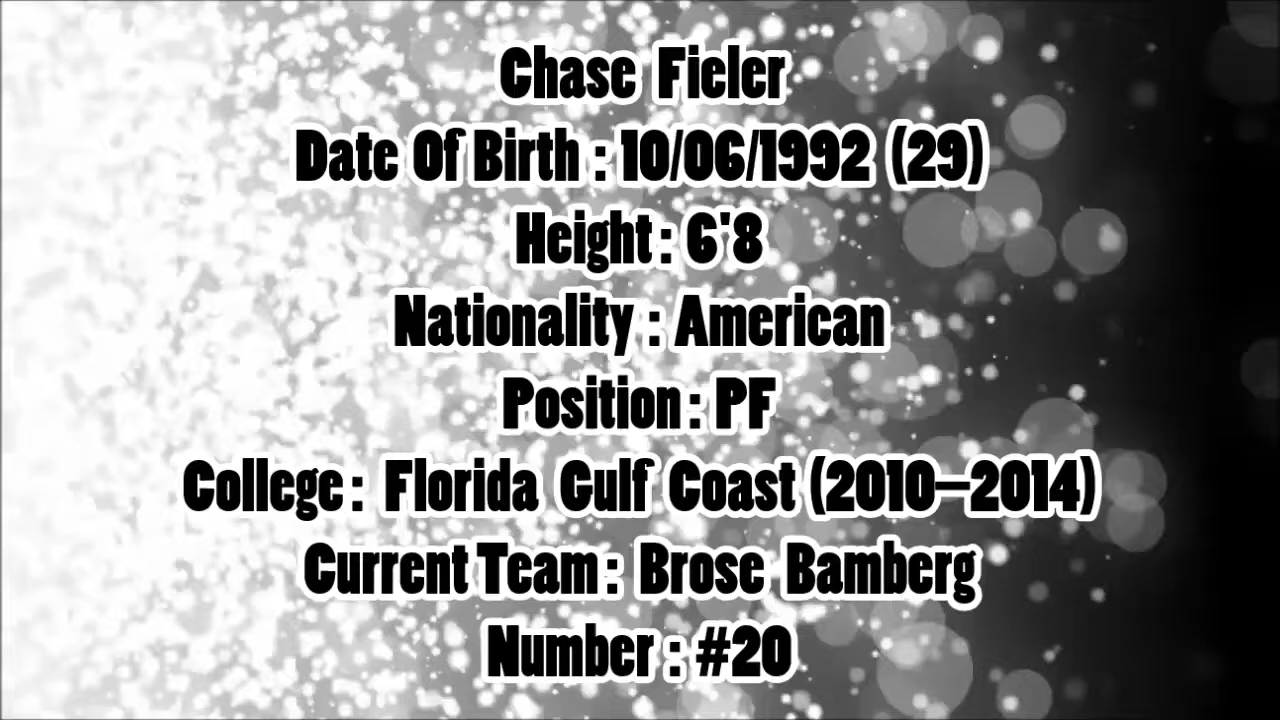 Chase Fieler
Date Of Birth : 10/06/1992 (29)
Height : 6'8
Nationality : American
Position : PF
College : Florida Gulf Coast (2010–2014)
Current Team : Brose Bamberg
Number : #20